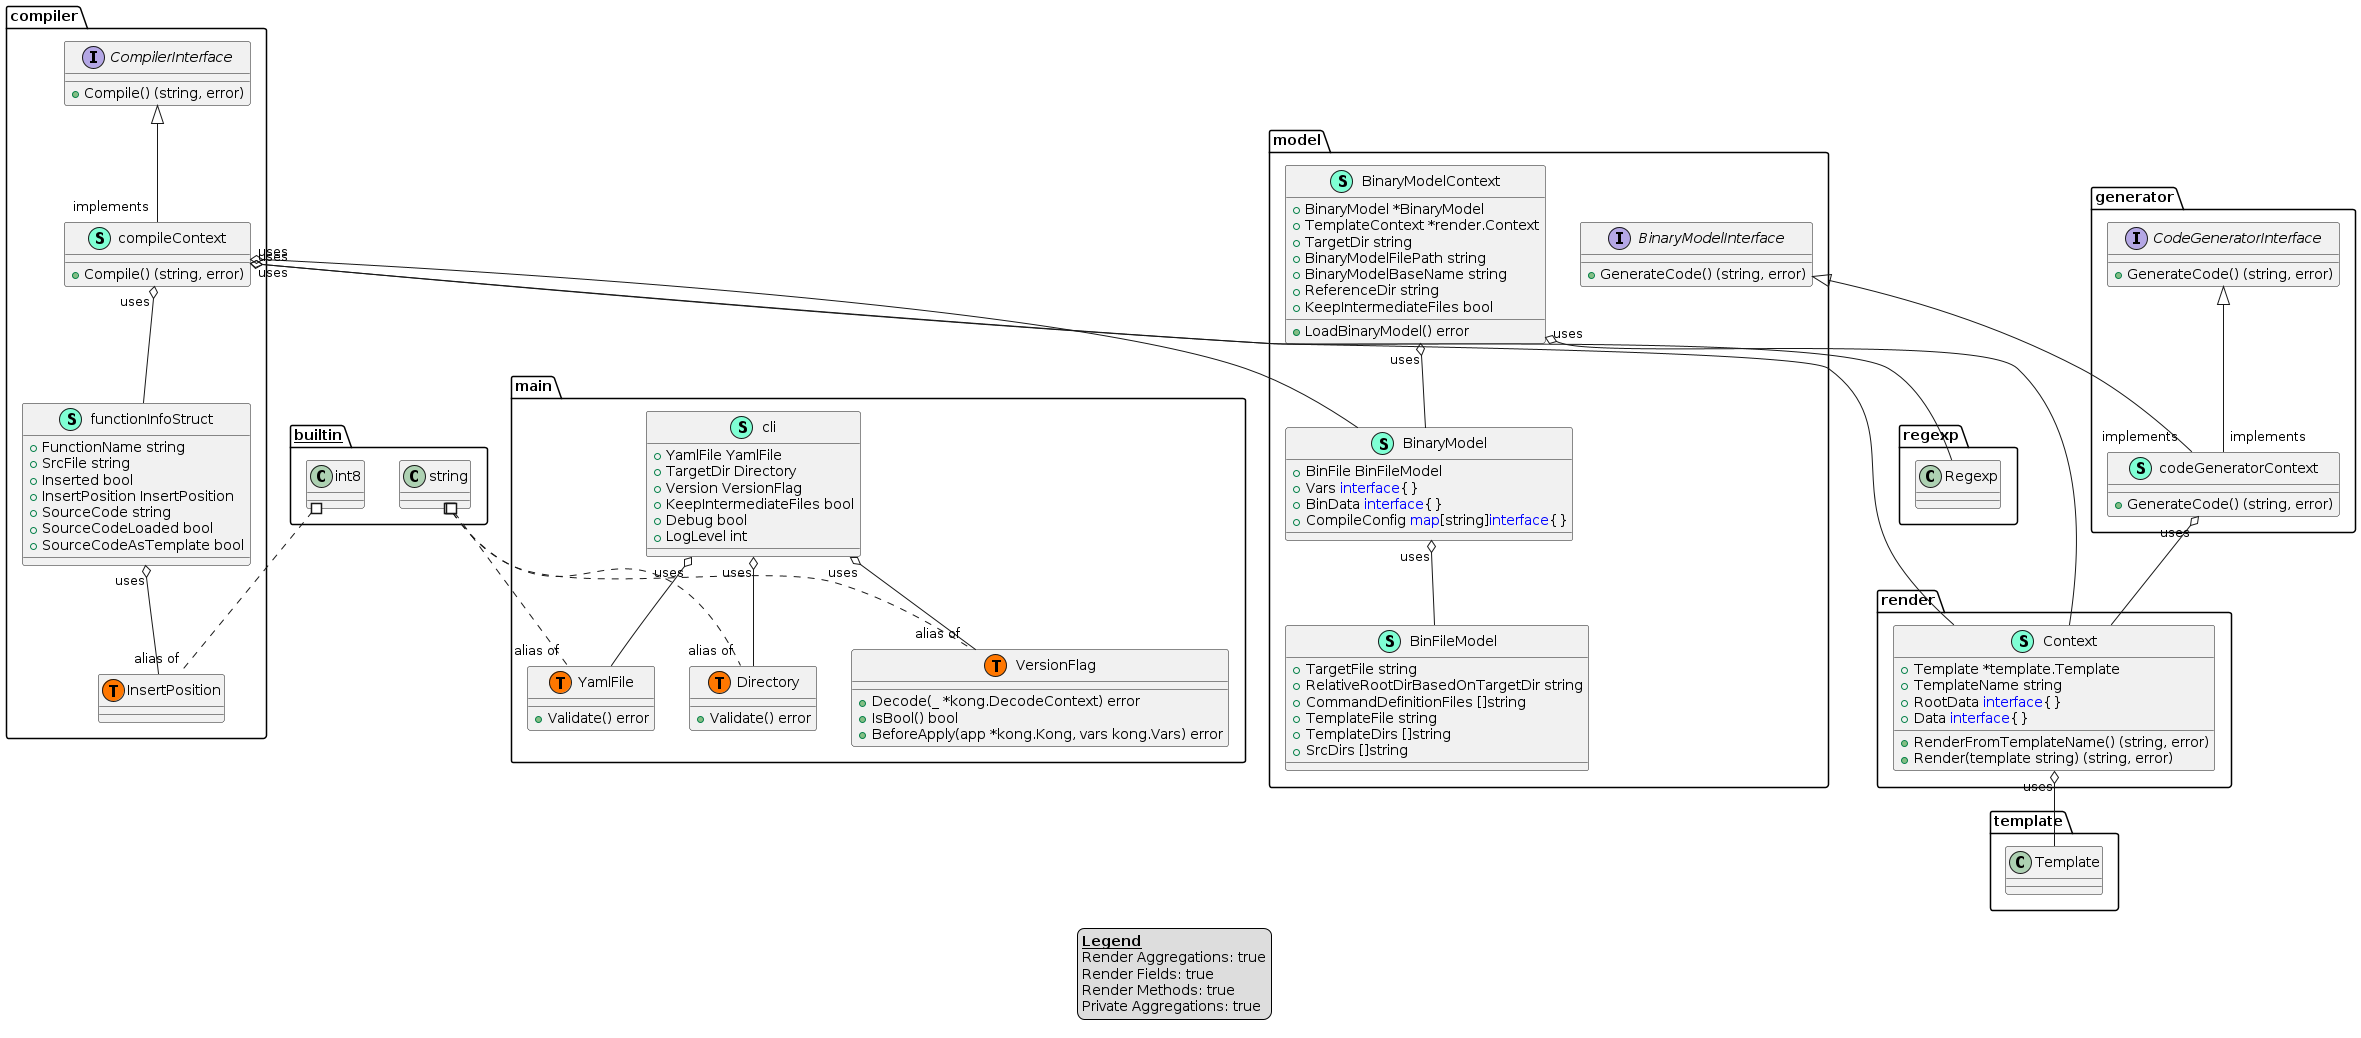 compiler
I CompilerInterface
Compile() (string, error)
implements
S compileContext
Compile() (string, error)
uses
uses
uses
uses
S functionInfoStruct
FunctionName string
SrcFile string
Inserted bool
InsertPosition InsertPosition
SourceCode string
SourceCodeLoaded bool
SourceCodeAsTemplate bool
uses
alias of
T InsertPosition
builtin
C int8
C string
main
S cli
YamlFile YamlFile
TargetDir Directory
Version VersionFlag
KeepIntermediateFiles bool
Debug bool
LogLevel int
uses
uses
uses
alias of
alias of
alias of
T YamlFile
Validate() error
T Directory
Validate() error
T VersionFlag
Decode(_ *kong.DecodeContext) error
IsBool() bool
BeforeApply(app *kong.Kong, vars kong.Vars) error
model
S BinaryModelContext
BinaryModel *BinaryModel
TemplateContext *render.Context
TargetDir string
BinaryModelFilePath string
BinaryModelBaseName string
ReferenceDir string
KeepIntermediateFiles bool
LoadBinaryModel() error
uses
uses
I BinaryModelInterface
GenerateCode() (string, error)
S BinaryModel
BinFile BinFileModel
Vars interface{}
BinData interface{}
CompileConfig map[string]interface{}
uses
S BinFileModel
TargetFile string
RelativeRootDirBasedOnTargetDir string
CommandDefinitionFiles []string
TemplateFile string
TemplateDirs []string
SrcDirs []string
generator
I CodeGeneratorInterface
GenerateCode() (string, error)
implements
implements
S codeGeneratorContext
GenerateCode() (string, error)
uses
regexp
C Regexp
render
S Context
Template *template.Template
TemplateName string
RootData interface{}
Data interface{}
RenderFromTemplateName() (string, error)
Render(template string) (string, error)
uses
template
C Template
Legend
Render Aggregations: true
Render Fields: true
Render Methods: true
Private Aggregations: true